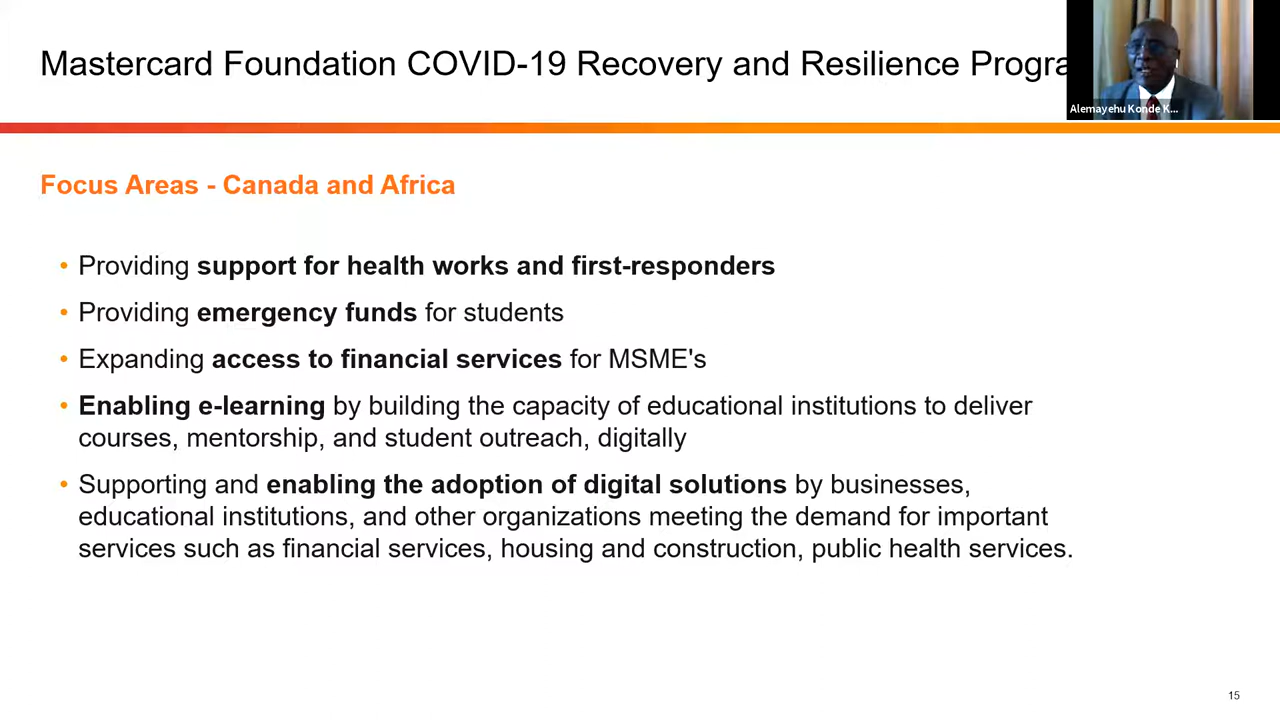 Mastercard Foundation COVID-19 Recovery and Resilience Progra
Alemayehu Konde K...
Focus Areas - Canada and Africa
• Providing support for health works and first-responders
• Providing emergency funds for students
• Expanding access to financial services for MSME's
• Enabling e-learning by building the capacity of educational institutions to deliver
courses, mentorship, and student outreach, digitally
• Supporting and enabling the adoption of digital solutions by businesses,
educational institutions, and other organizations meeting the demand for important
services such as financial services, housing and construction, public health services.
15